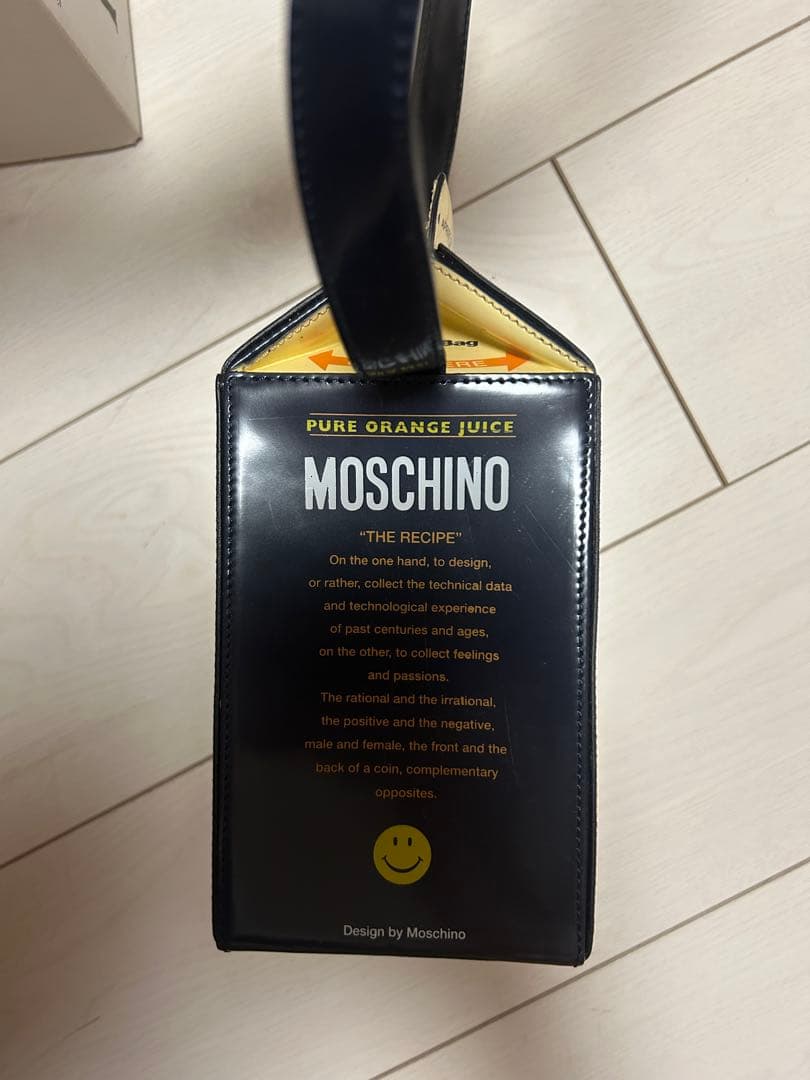 Bag
ERE
PURE ORANGE JUICE
MOSCHINO
“THE RECIPE”
On the one hand, to design,
or rather, collect the technical data
and technological experience
of past centuries and ages,
on the other, to collect feelings
and passions.
The rational and the irrational,
the positive and the negative,
male and female, the front and the
back of a coin, complementary
opposites.
Design by Moschino